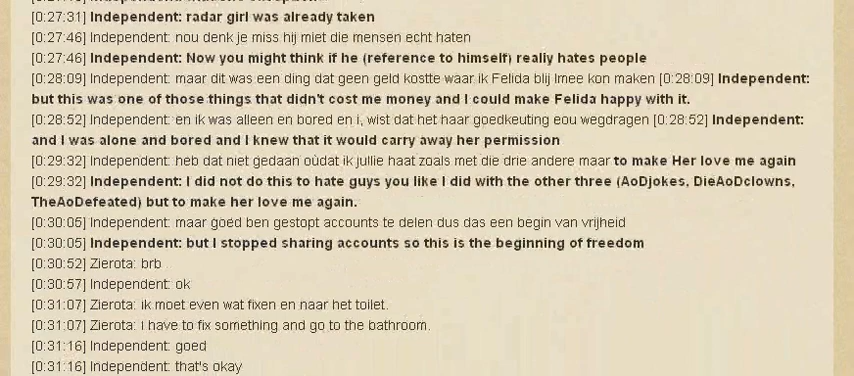 [0:27:31] Independent: radar girl was already taken
[0:27:46] Independent: nou denk je miss hij miet die mensen echt haten
[0:27:46] Independent: Now you might think if he (reference to himself) really hates people
[0:28:09] Independent: maar dit was een ding dat geen geld kostte waar ik Felida blij lmee kon maken [0:28:09] Independent:
but this was one of those things that didn't cost me money and I could make Felida happy with it.
[0:28:52] Independent: en ik was alleen en bored en i, wist dat het haar goedkeuting eou wegdragen [0:28:52] Independent:
and I was alone and bored and I knew that it would carry away her permission
[0:29:32] Independent: heb dat niet gedaan oùdat ik jullie haat zoals met die drie andere maar to make Her love me again
[0:29:32] Independent: I did not do this to hate guys you like I did with the other three (AoDjokes, DieAoDclowns,
TheAoDefeated) but to make her love me again.
[0:30:05] Independent: maar goed ben gestopt accounts te delen dus das een begin van vrijheid
[0:30:05] Independent: but I stopped sharing accounts so this is the beginning of freedom
[0:30:52] Zierota: brb
[0:30:57] Independent: ok
[0:31:07] Zierota: ik moet even wat fixen en naar het toilet.
[0:31:07] Zierota: I have to fix something and go to the bathroom.
[0:31:16] Independent: goed
[0:31:16] Independent: that's okay